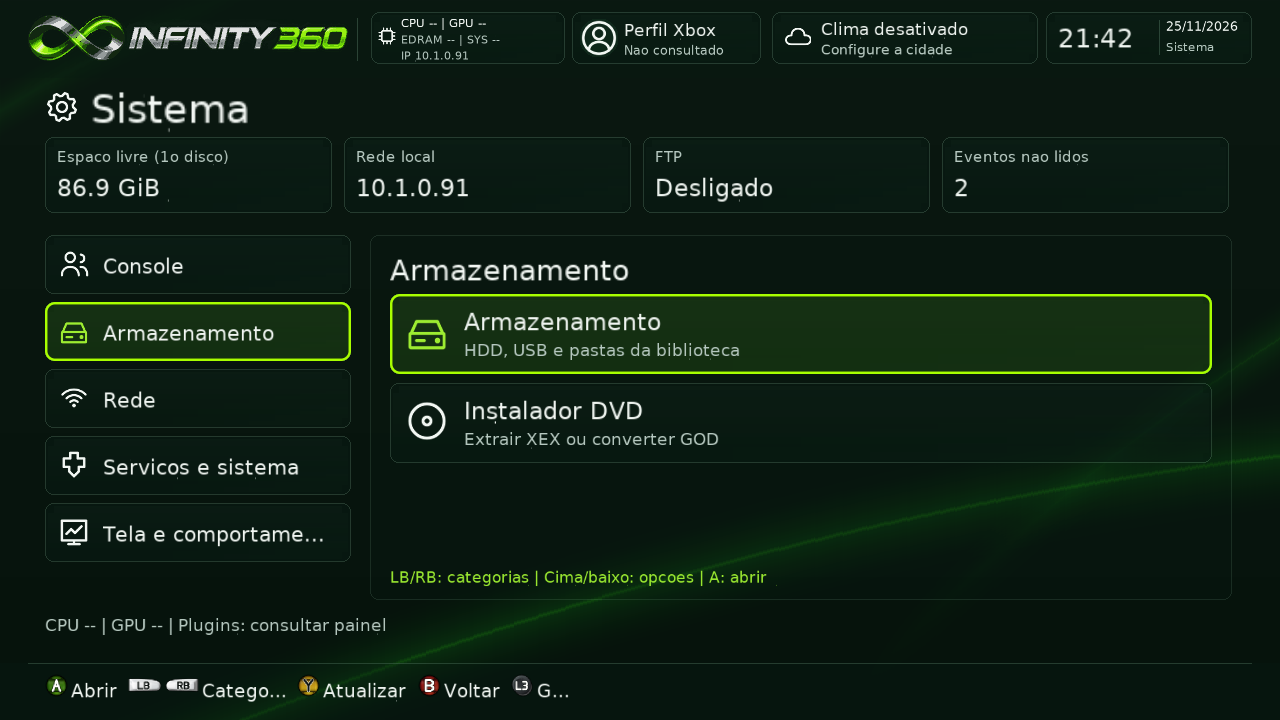 INFINITY 360
CPU -- | GPU --
EDRAM -- | SYS --
IP 10.1.0.91
Perfil Xbox
Nao consultado
Clima desativado
Configure a cidade
21:42
25/11/2026
Sistema
Sistema
Espaco livre (1o disco)
86.9 GiB
Rede local
10.1.0.91
FTP
Desligado
Eventos nao lidos
2
Console
Armazenamento
Rede
Servicos e sistema
Tela e comportame...
Armazenamento
Armazenamento
HDD, USB e pastas da biblioteca
Instalador DVD
Extrair XEX ou converter GOD
LB/RB: categorias | Cima/baixo: opcoes | A: abrir
CPU -- | GPU -- | Plugins: consultar painel
A Abrir LB RB Catego... Y Atualizar B Voltar L3 G...